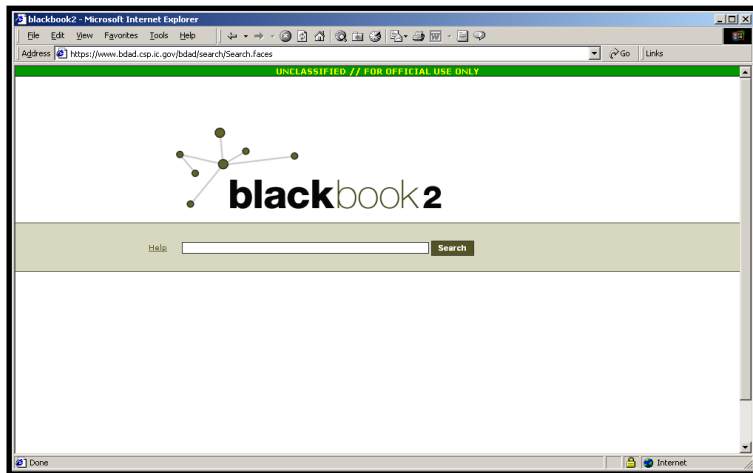 blackbook2 - Microsoft Internet Explorer
File Edit View Favorites Tools Help
Address https://www.bdad.csp.ic.gov/bdad/search/Search.faces Go Links
UNCLASSIFIED // FOR OFFICIAL USE ONLY
blackbook2
Help Search
Done Internet